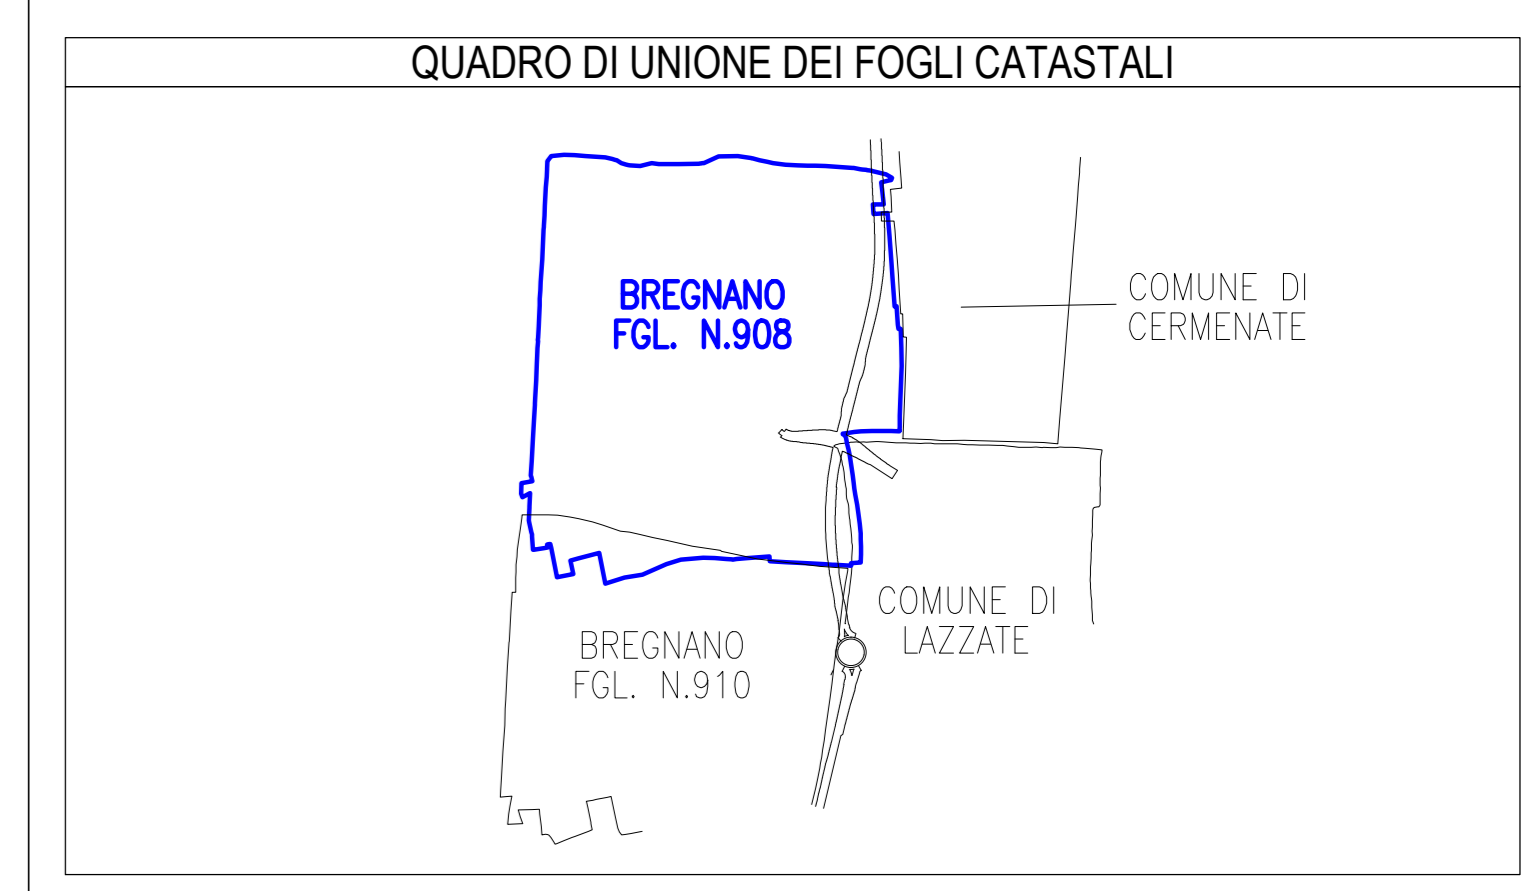 QUADRO DI UNIONE DEI FOGLI CATASTALI
BREGNANO
FGL. N.908
COMUNE DI
CERMENATE
COMUNE DI
LAZZATE
BREGNANO
FGL. N.910